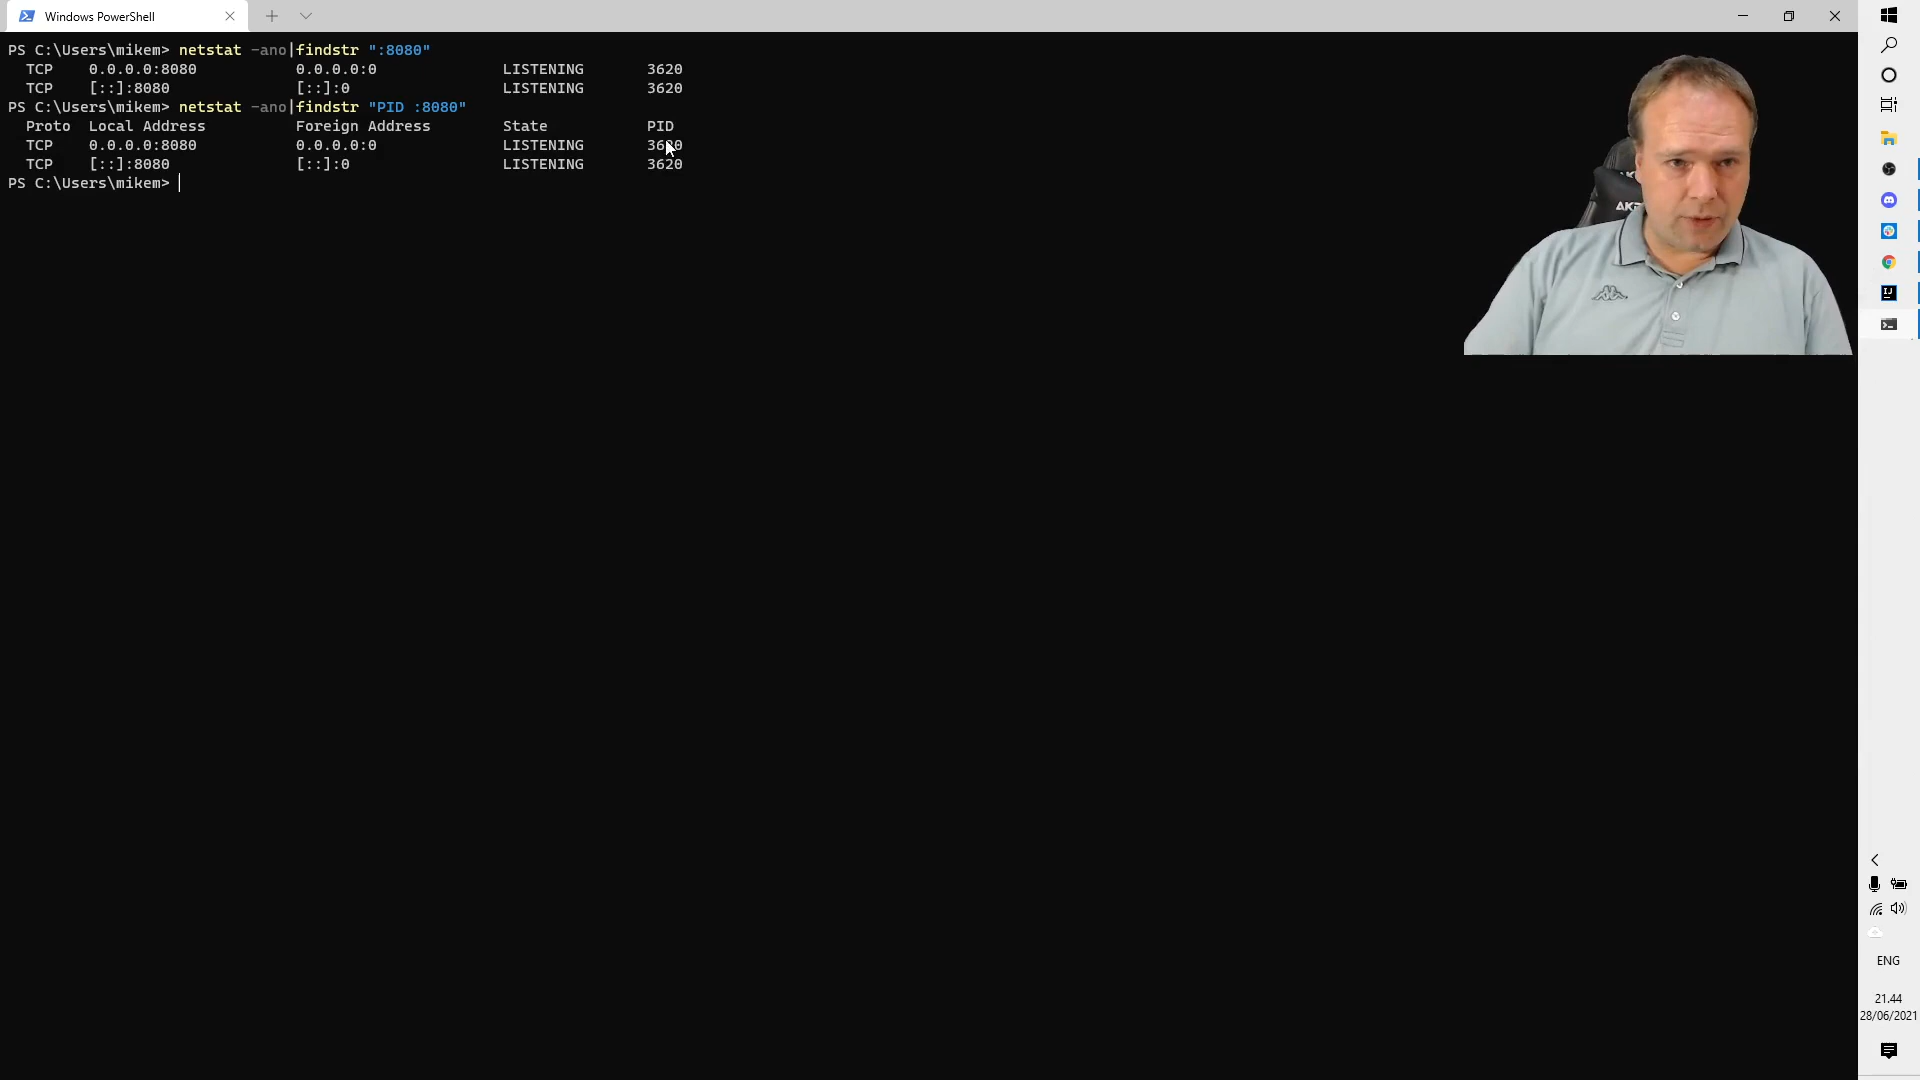 Windows PowerShell
PS C:\Users\mikem> netstat -ano|findstr ":8080"
TCP 0.0.0.0:8080 0.0.0.0:0 LISTENING 3620
TCP [::]:8080 [::]:0 LISTENING 3620
PS C:\Users\mikem> netstat -ano|findstr "PID :8080"
Proto Local Address Foreign Address State PID
TCP 0.0.0.0:8080 0.0.0.0:0 LISTENING 3620
TCP [::]:8080 [::]:0 LISTENING 3620
PS C:\Users\mikem>
IJ
ENG
21.44
28/06/2021